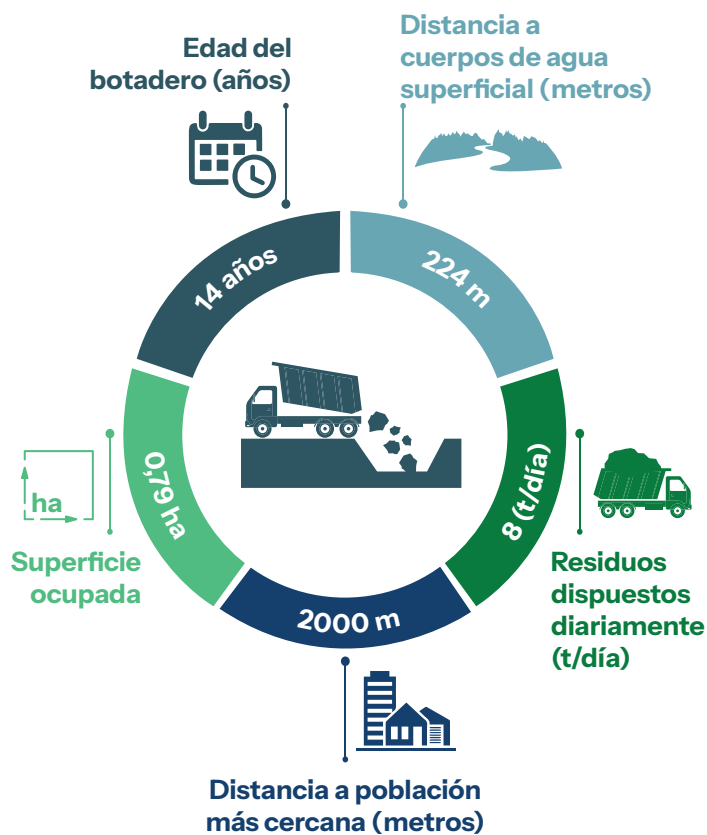 Edad del
botadero (años)
Distancia a
cuerpos de agua
superficial (metros)
14 años
224 m
0,79 ha
8 (t/día)
2000 m
ha
Superficie
ocupada
Residuos
dispuestos
diariamente
(t/día)
Distancia a población
más cercana (metros)